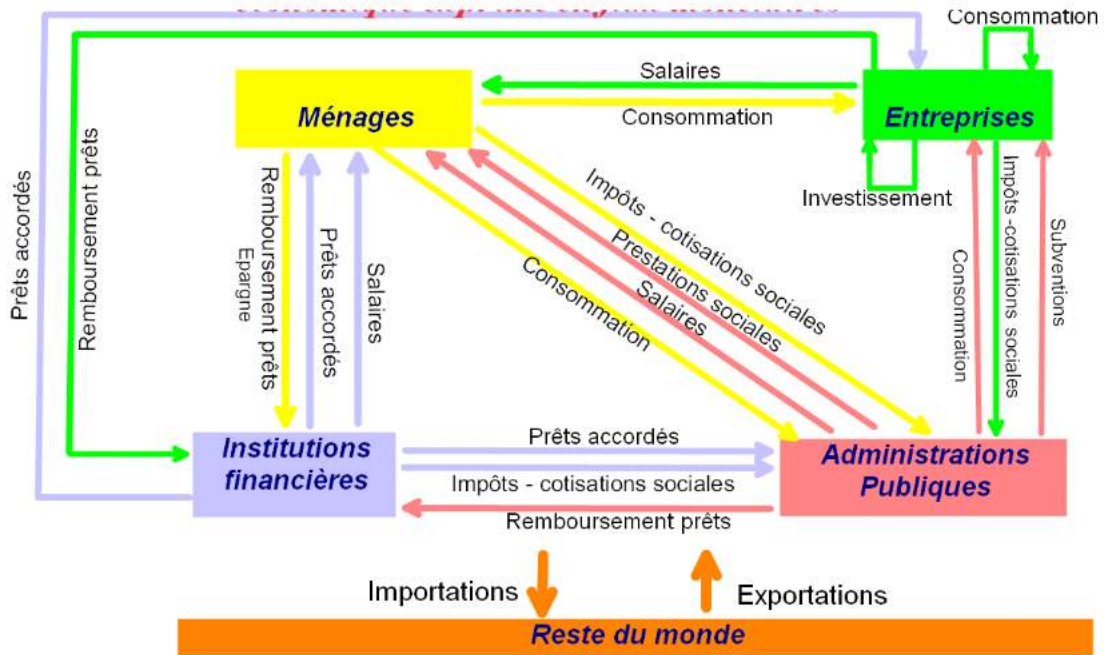 Consommation
Salaires
Ménages
Entreprises
Consommation
Investissement
Prêts accordés
Remboursement prêts
Remboursement prêts
Epargne
Prêts accordés
Salaires
Impôts - cotisations sociales
Prestations sociales
Salaires
Consommation
Consommation
Impôts -cotisations sociales
Subventions
Institutions
financières
Prêts accordés
Impôts - cotisations sociales
Remboursement prêts
Administrations
Publiques
Importations
Exportations
Reste du monde